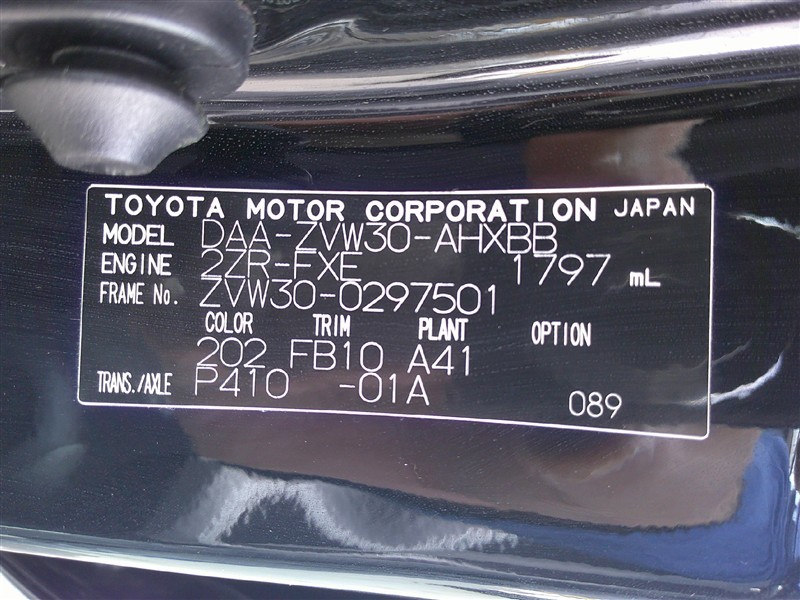 TOYOTA MOTOR CORPORATION JAPAN
MODEL DAA-ZVW30-AHXBB
ENGINE 2ZR-FXE 1797 mL
FRAME No. ZVW30-0297501
COLOR TRIM PLANT OPTION
202 FB10 A41
TRANS./AXLE P410 -01A
089